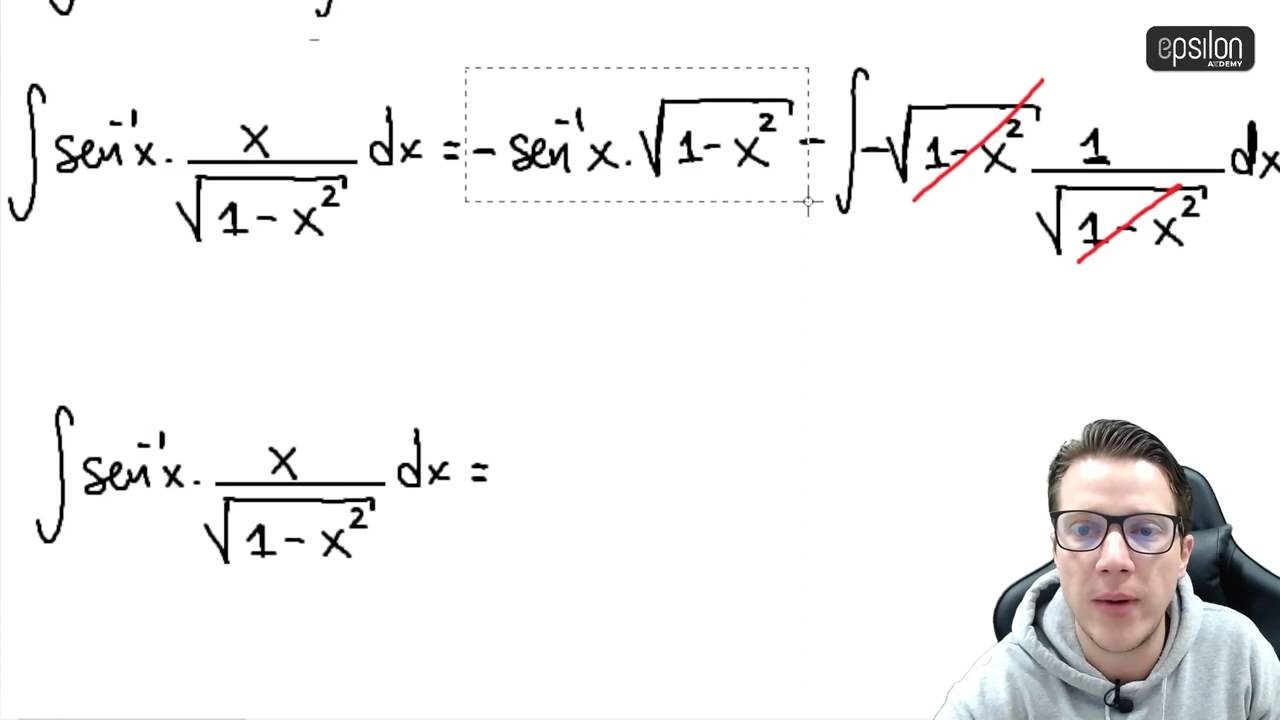 epsilon
AXDEMY
∫ sen⁻¹x · x/√(1-x²) dx = - sen⁻¹x · √(1-x²) - ∫ -√(1-x²) 1/√(1-x²) dx
∫ sen⁻¹x · x/√(1-x²) dx =